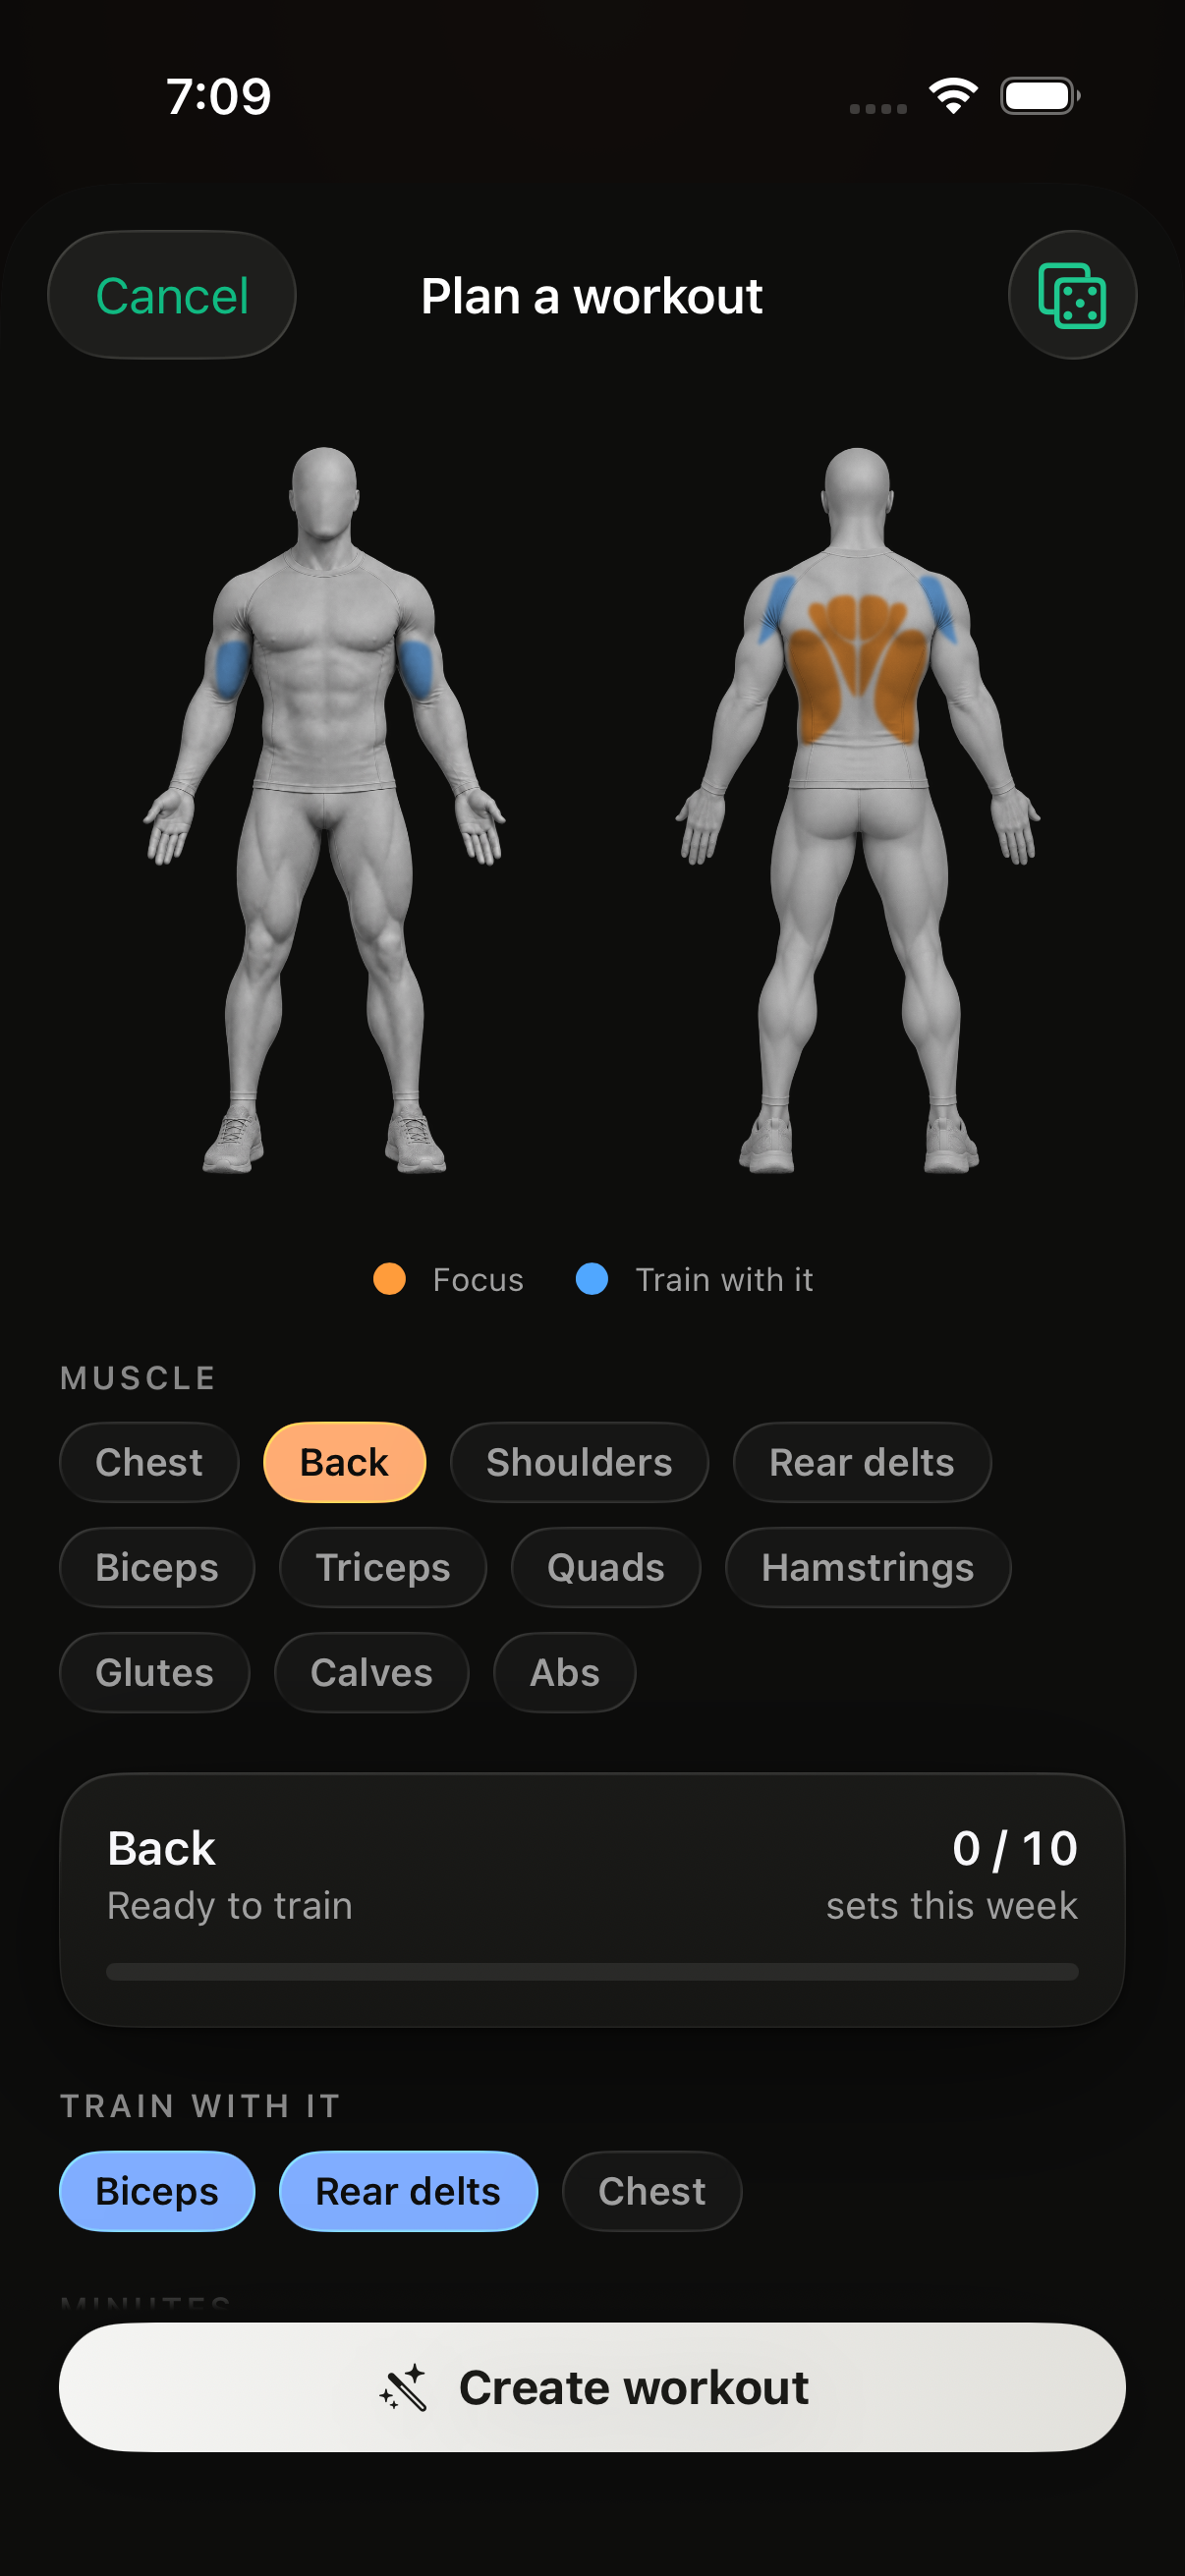 7:09
Cancel
Plan a workout
Focus
Train with it
MUSCLE
Chest
Back
Shoulders
Rear delts
Biceps
Triceps
Quads
Hamstrings
Glutes
Calves
Abs
Back
0 / 10
Ready to train
sets this week
TRAIN WITH IT
Biceps
Rear delts
Chest
MINUTES
Create workout